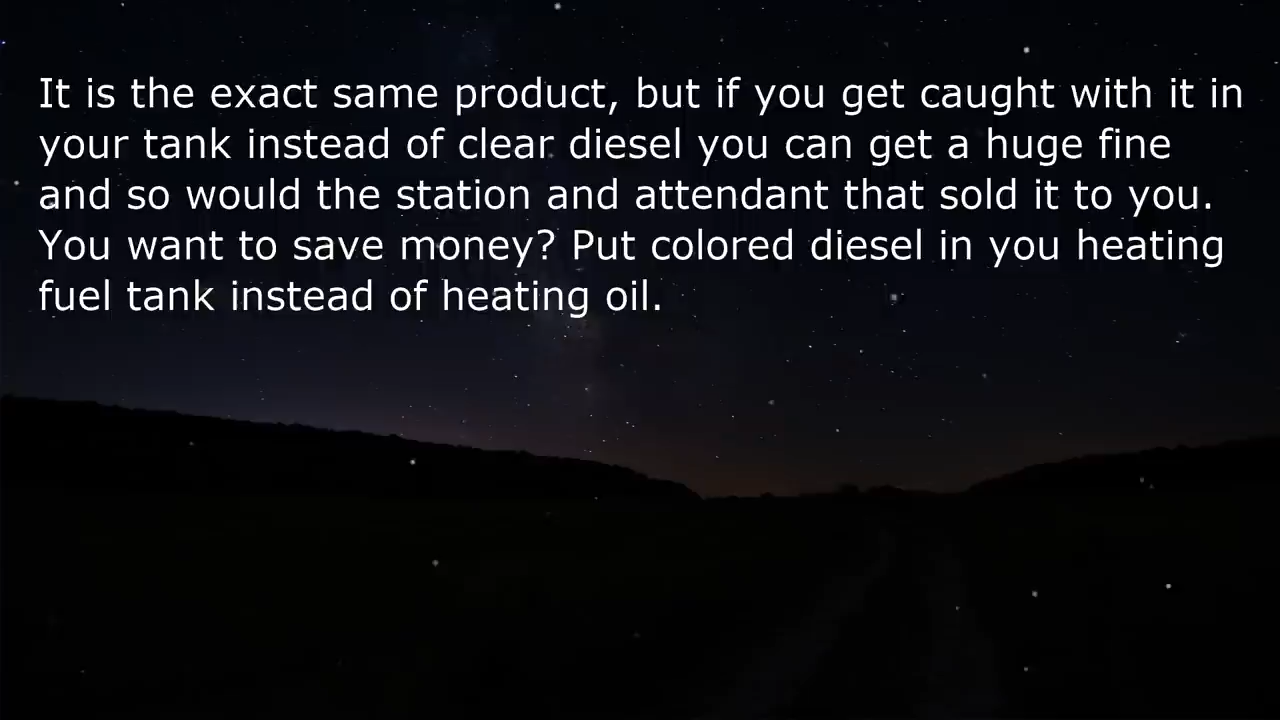 It is the exact same product, but if you get caught with it in
your tank instead of clear diesel you can get a huge fine
and so would the station and attendant that sold it to you.
You want to save money? Put colored diesel in you heating
fuel tank instead of heating oil.